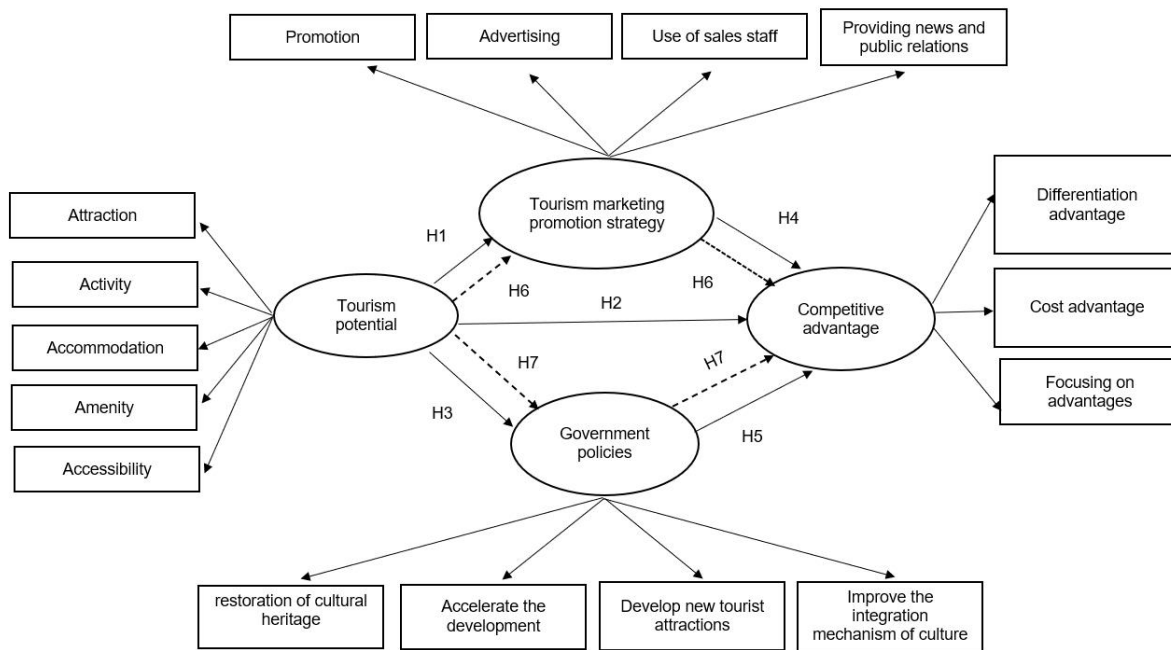 Promotion
Advertising
Use of sales staff
Providing news and
public relations
Attraction
Activity
Accommodation
Amenity
Accessibility
Tourism
potential
H1
H6
H2
H7
H3
Tourism marketing
promotion strategy
H4
H6
Government
policies
H7
H5
Competitive
advantage
Differentiation
advantage
Cost advantage
Focusing on
advantages
restoration of cultural
heritage
Accelerate the
development
Develop new tourist
attractions
Improve the
integration
mechanism of culture